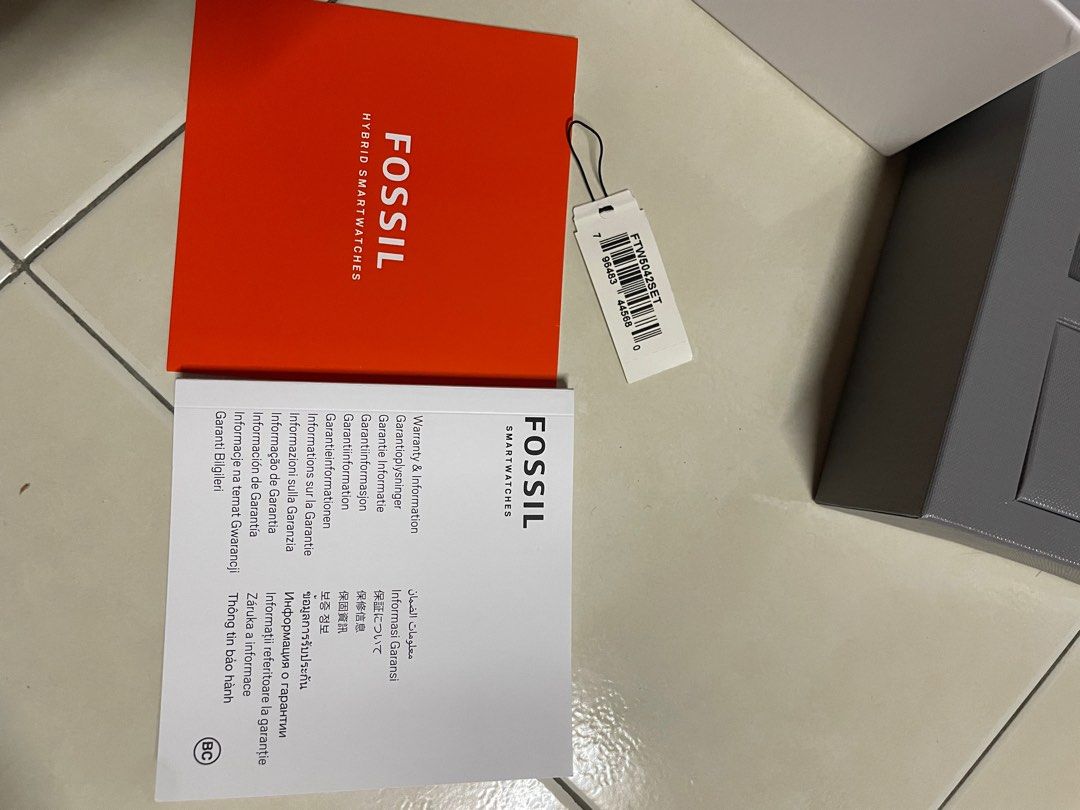 FOSSIL
HYBRID SMARTWATCHES
FTW5042SET
7 96483 44568 0
FOSSIL
SMARTWATCHES
Warranty & Information
Garantioplysninger
Garantie Informatie
Garantiinformasjon
Garantiinformation
Garantieinformationen
Informations sur la Garantie
Informazioni sulla Garanzia
Informação de Garantia
Información de Garantía
Informacje na temat Gwarancji
Garanti Bilgileri
معلومات الضمان
Informasi Garansi
保証について
保修信息
保固資訊
보증 정보
ข้อมูลการรับประกัน
Информация о гарантии
Informații referitoare la garanție
Záruka a informace
Thông tin bảo hành
BC